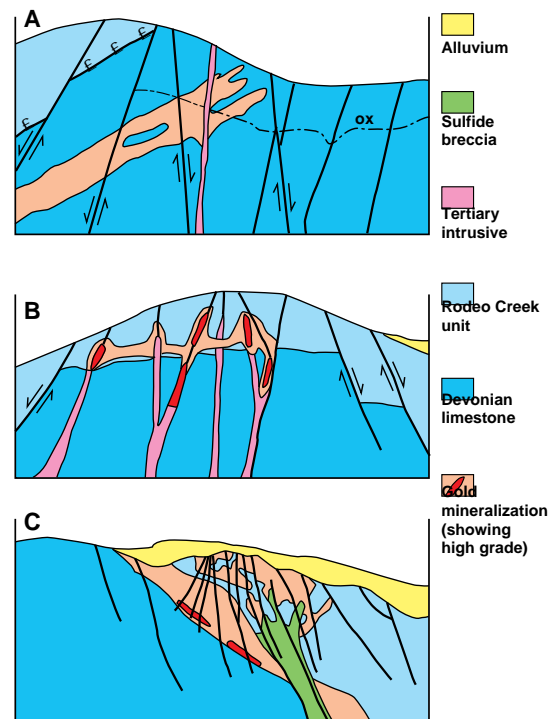 A
Alluvium
Sulfide
breccia
ox
Tertiary
intrusive
B
Rodeo Creek
unit
Devonian
limestone
Gold
mineralization
(showing
high grade)
C